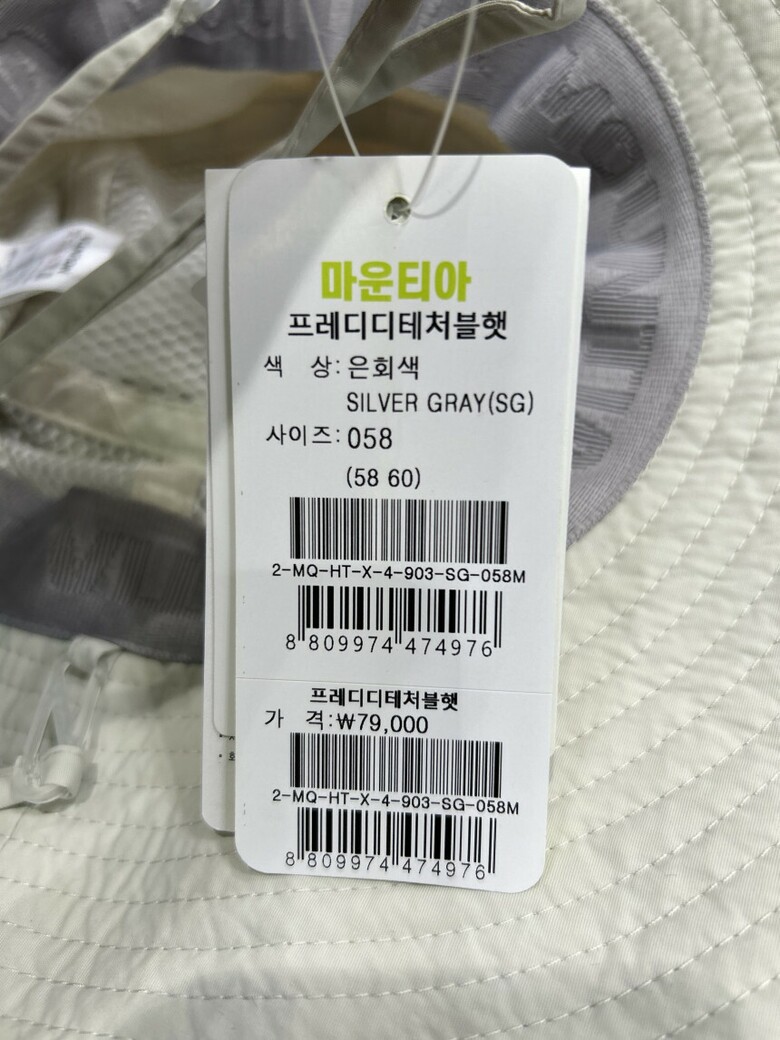 마운티아
프레디디테처블햇
색 상: 은회색
SILVER GRAY(SG)
사이즈: 058
(58 60)
2-MQ-HT-X-4-903-SG-058M
8 809974 474976
프레디디테처블햇
가 격: ₩79,000
2-MQ-HT-X-4-903-SG-058M
8 809974 474976